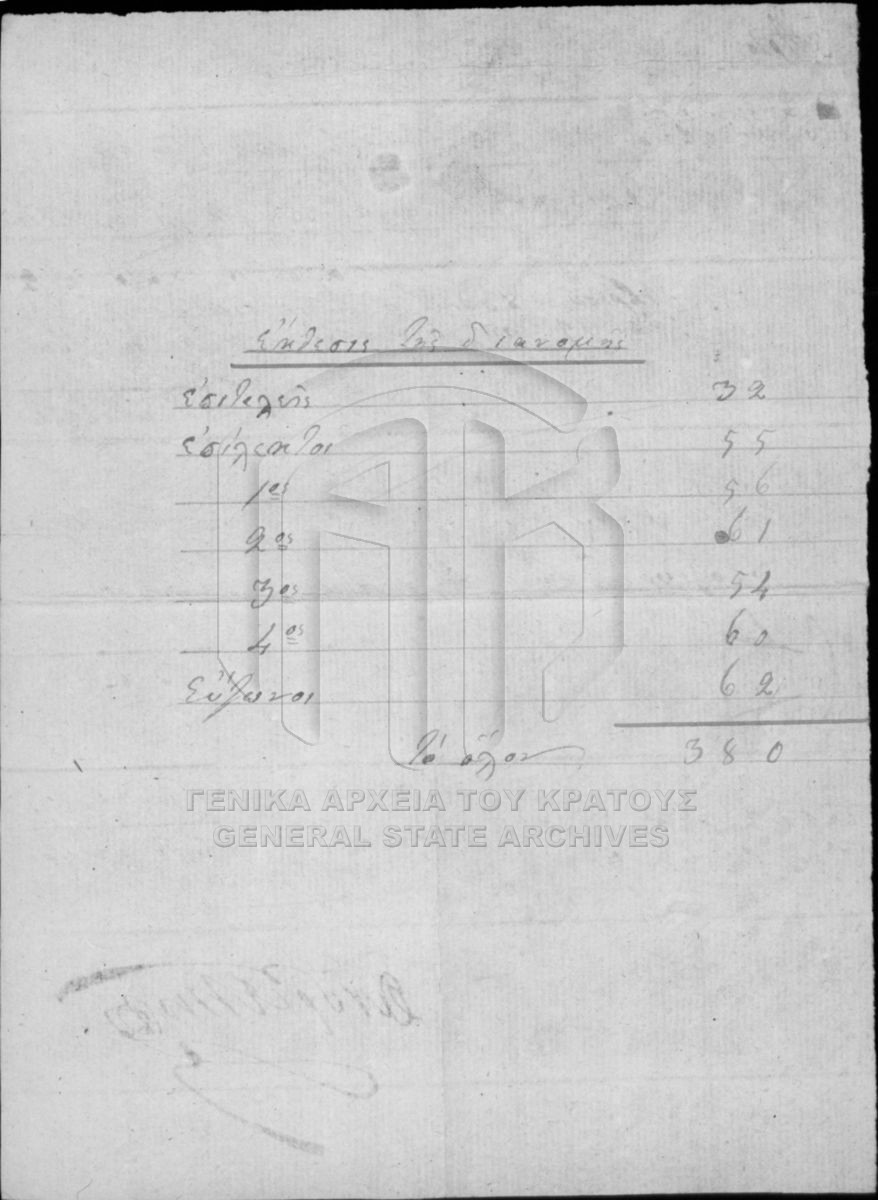 Ἔκθεσις τῆς διανομῆς
ἐπιτελεῖς 32
ἐπίλεκτοι 55
1ος 56
2ος 61
3ος 54
4ος 60
Εὔζωνοι 62
τὸ ὅλον 380
ΓΕΝΙΚΑ ΑΡΧΕΙΑ ΤΟΥ ΚΡΑΤΟΥΣ
GENERAL STATE ARCHIVES